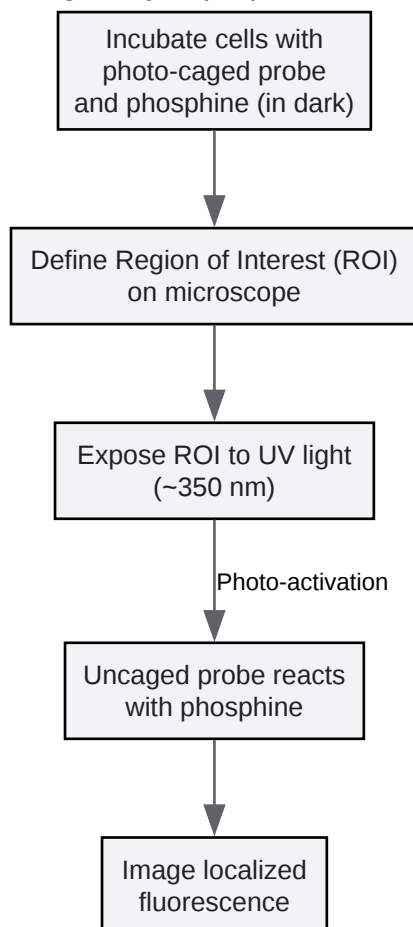 Incubate cells with
photo-caged probe
and phosphine (in dark)
Define Region of Interest (ROI)
on microscope
Expose ROI to UV light
(~350 nm)
Photo-activation
Uncaged probe reacts
with phosphine
Image localized
fluorescence